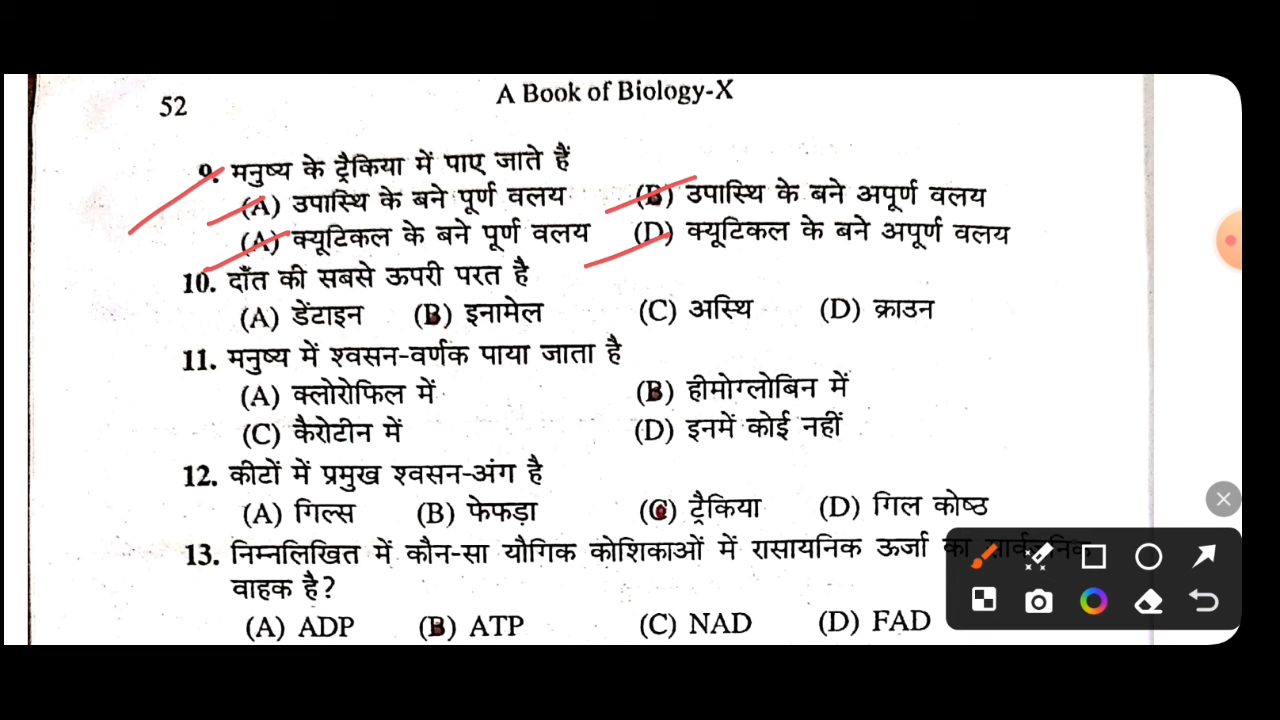 52 A Book of Biology-X
9. मनुष्य के ट्रैकिया में पाए जाते हैं
(A) उपास्थि के बने पूर्ण वलय (B) उपास्थि के बने अपूर्ण वलय
(A) क्यूटिकल के बने पूर्ण वलय (D) क्यूटिकल के बने अपूर्ण वलय
10. दाँत की सबसे ऊपरी परत है
(A) डेंटाइन (B) इनामेल (C) अस्थि (D) क्राउन
11. मनुष्य में श्वसन-वर्णक पाया जाता है
(A) क्लोरोफिल में (B) हीमोग्लोबिन में
(C) कैरोटीन में (D) इनमें कोई नहीं
12. कीटों में प्रमुख श्वसन-अंग है
(A) गिल्स (B) फेफड़ा (C) ट्रैकिया (D) गिल कोष्ठ
13. निम्नलिखित में कौन-सा यौगिक कोशिकाओं में रासायनिक ऊर्जा का
वाहक है?
(A) ADP (B) ATP (C) NAD (D) FAD